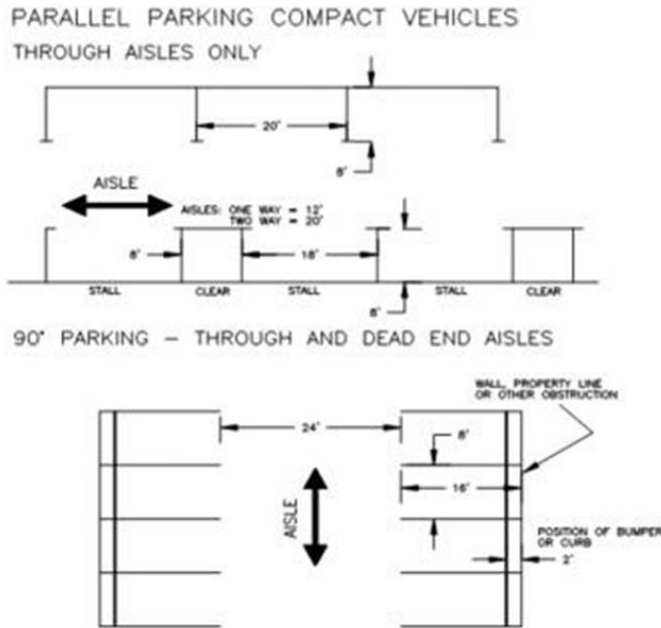 PARALLEL PARKING COMPACT VEHICLES
THROUGH AISLES ONLY
20'
8'
AISLE
AISLES: ONE WAY = 12'
TWO WAY = 20'
8'
18'
STALL
CLEAR
STALL
8'
STALL
CLEAR
90° PARKING – THROUGH AND DEAD END AISLES
WALL, PROPERTY LINE
OR OTHER OBSTRUCTION
24'
8'
16'
AISLE
POSITION OF BUMPER
OR CURB
2'